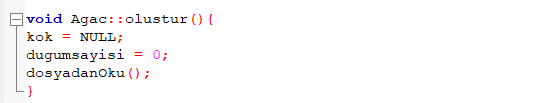 void Agac::olustur(){
kok = NULL;
dugumsayisi = 0;
dosyadanOku();
}